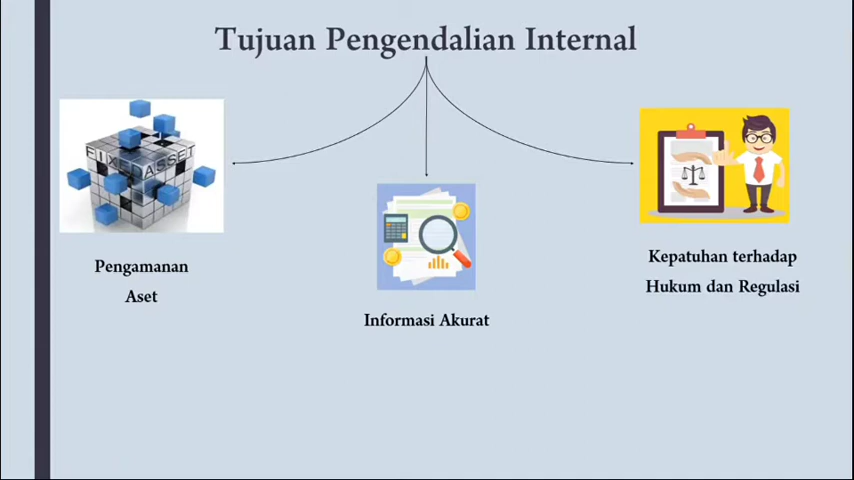 Tujuan Pengendalian Internal
FIXED ASSET
Pengamanan
Aset
Informasi Akurat
Kepatuhan terhadap
Hukum dan Regulasi